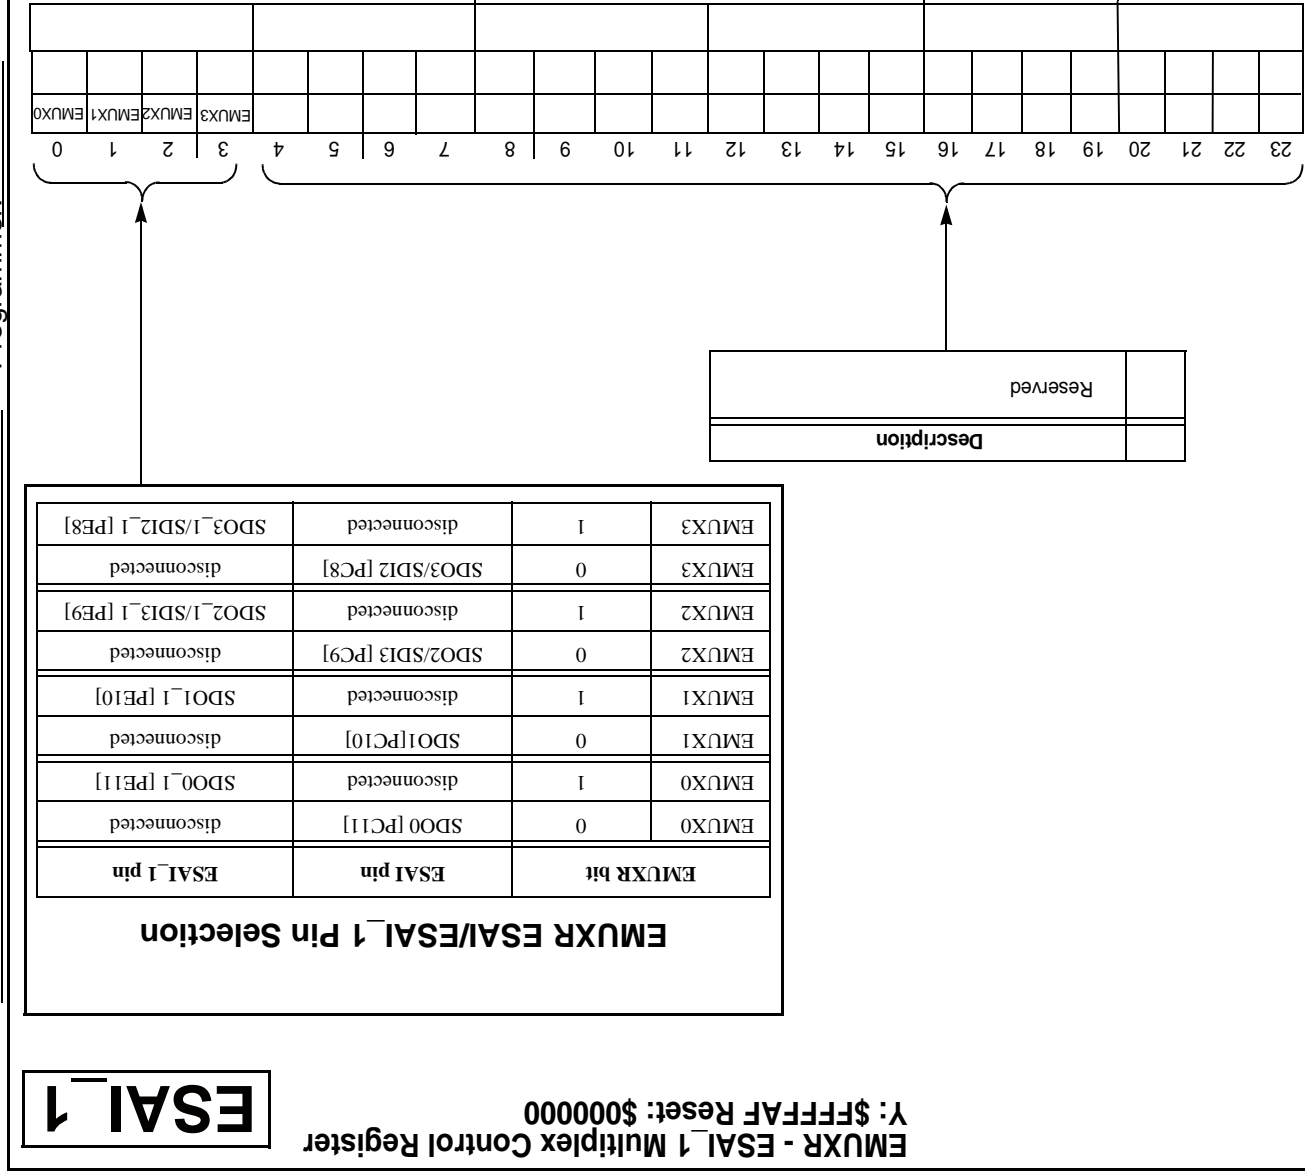 EMUXR - ESAI_1 Multiplex Control Register
Y: $FFFFAF Reset: $000000
ESAI_1
EMUXR ESAI/ESAI_1 Pin Selection
EMUXR bit ESAI pin ESAI_1 pin
EMUX0 0 SDO0 [PC11] disconnected
EMUX0 1 disconnected SDO0_1 [PE11]
EMUX1 0 SDO1[PC10] disconnected
EMUX1 1 disconnected SDO1_1 [PE10]
EMUX2 0 SDO2/SDI3 [PC9] disconnected
EMUX2 1 disconnected SDO2_1/SDI3_1 [PE9]
EMUX3 0 SDO3/SDI2 [PC8] disconnected
EMUX3 1 disconnected SDO3_1/SDI2_1 [PE8]
Description
Reserved
23 22 21 20 19 18 17 16 15 14 13 12 11 10 9 8 7 6 5 4 3 2 1 0
EMUX3 EMUX2 EMUX1 EMUX0